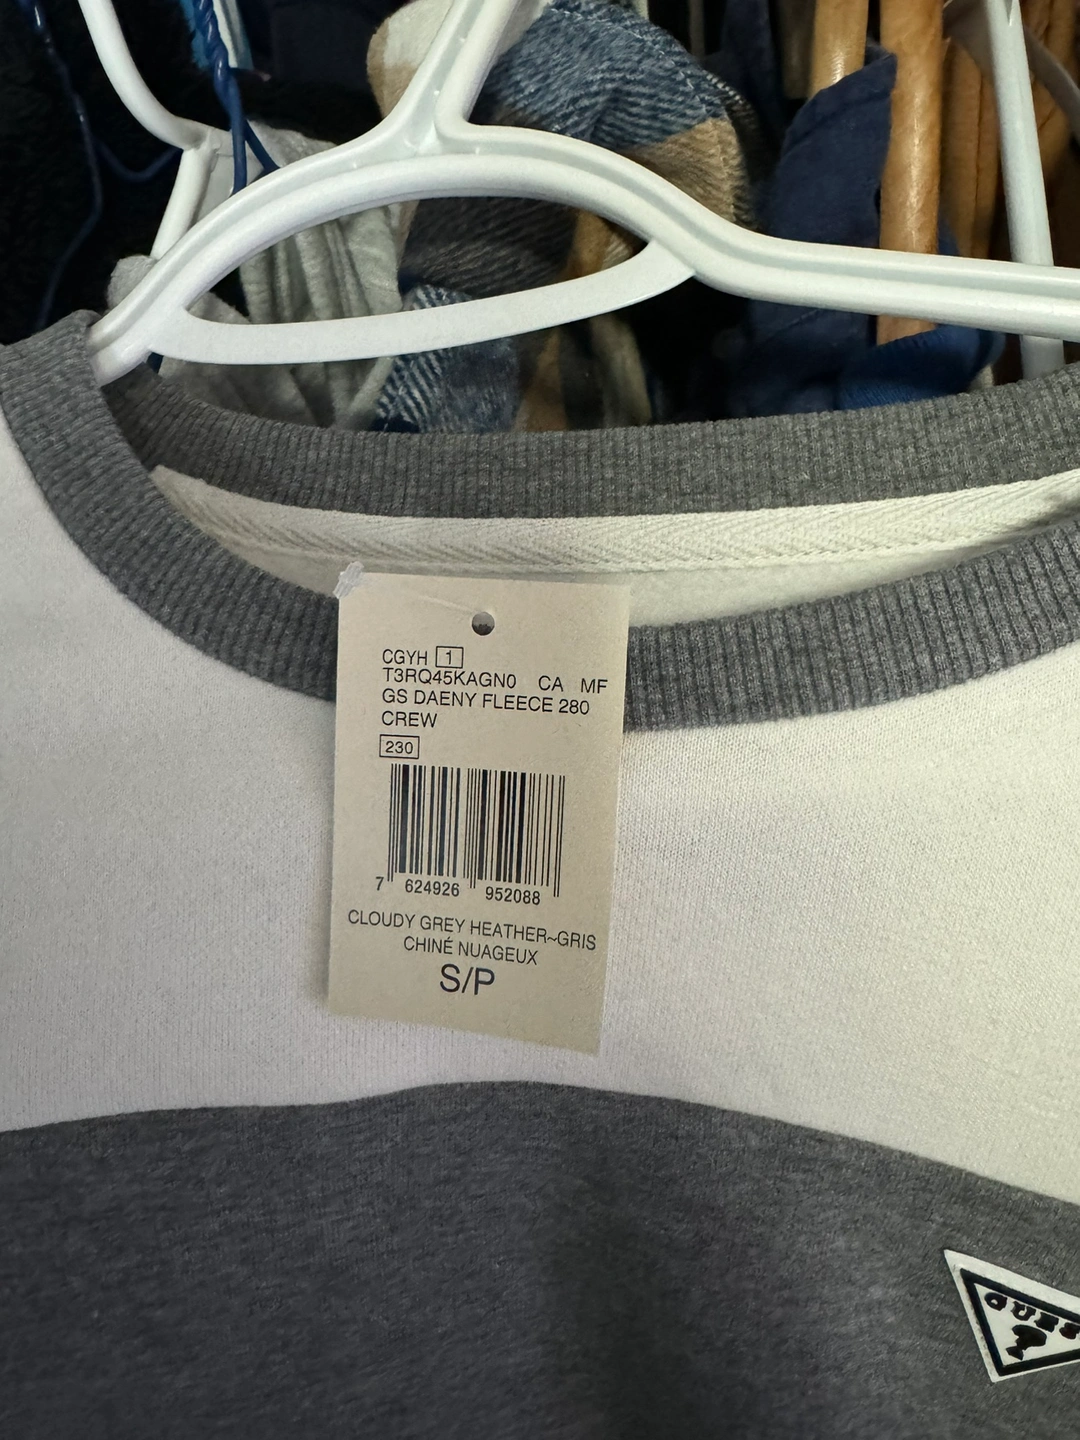 CGYH 1
T3RQ45KAGN0 CA MF
GS DAENY FLEECE 280
CREW
230
7 624926 952088
CLOUDY GREY HEATHER~GRIS
CHINÉ NUAGEUX
S/P